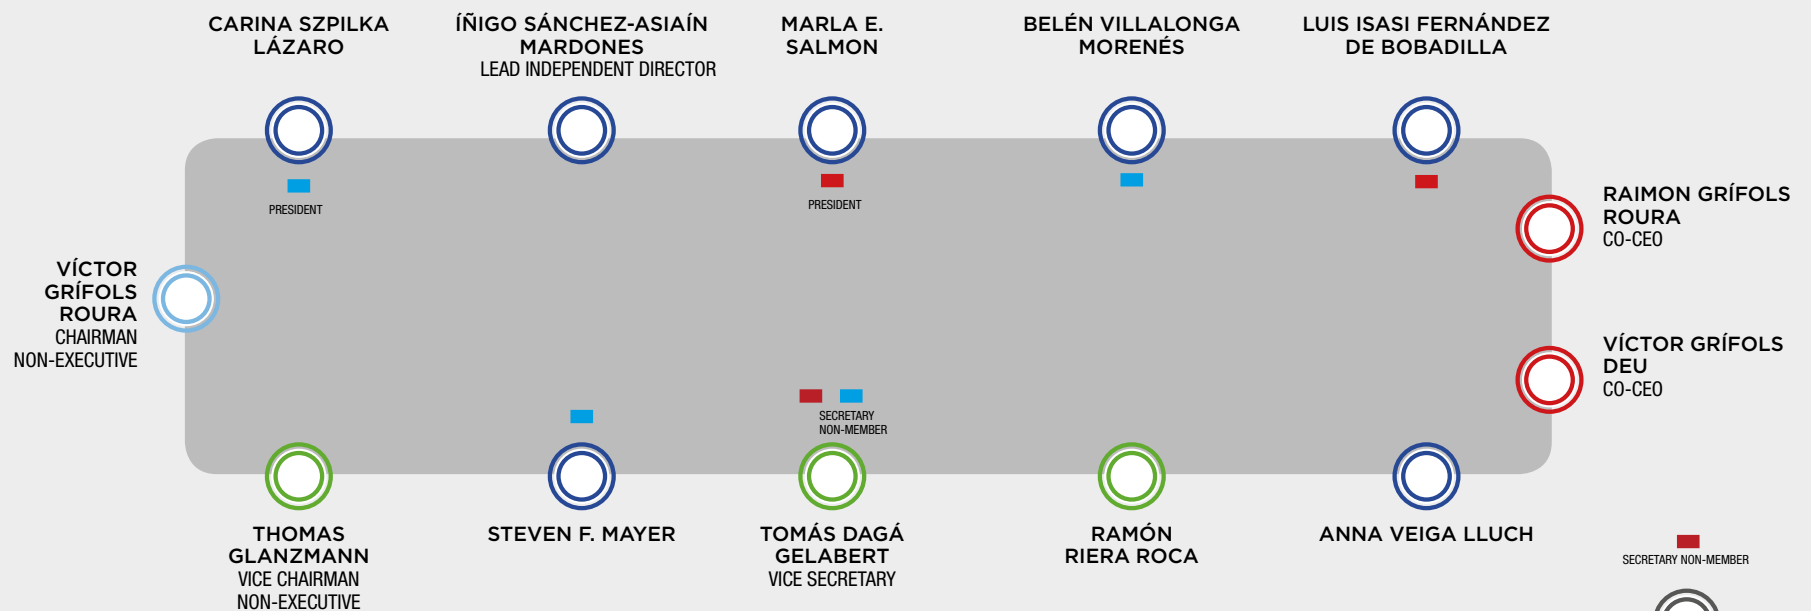 CARINA SZPILKA
LÁZARO
ÍÑIGO SÁNCHEZ-ASIAÍN
MARDONES
LEAD INDEPENDENT DIRECTOR
MARLA E.
SALMON
BELÉN VILLALONGA
MORENÉS
LUIS ISASI FERNÁNDEZ
DE BOBADILLA
PRESIDENT
PRESIDENT
RAIMON GRÍFOLS
ROURA
CO-CEO
VÍCTOR
GRÍFOLS
ROURA
CHAIRMAN
NON-EXECUTIVE
VÍCTOR GRÍFOLS
DEU
CO-CEO
SECRETARY
NON-MEMBER
THOMAS
GLANZMANN
VICE CHAIRMAN
NON-EXECUTIVE
STEVEN F. MAYER
TOMÁS DAGÁ
GELABERT
VICE SECRETARY
RAMÓN
RIERA ROCA
ANNA VEIGA LLUCH
SECRETARY NON-MEMBER